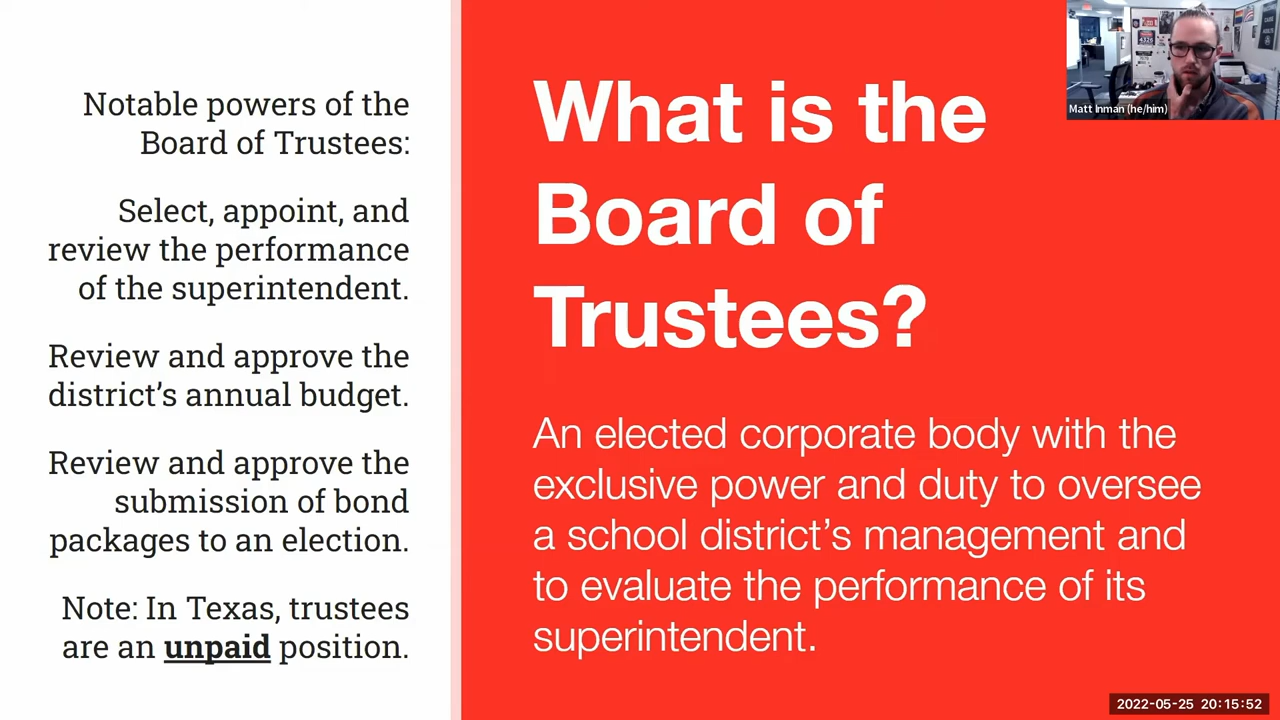 Notable powers of the
Board of Trustees:
Select, appoint, and
review the performance
of the superintendent.
Review and approve the
district’s annual budget.
Review and approve the
submission of bond
packages to an election.
Note: In Texas, trustees
are an unpaid position.
What is the
Board of
Trustees?
An elected corporate body with the
exclusive power and duty to oversee
a school district’s management and
to evaluate the performance of its
superintendent.
Matt Inman (he/him)
2022-05-25 20:15:52